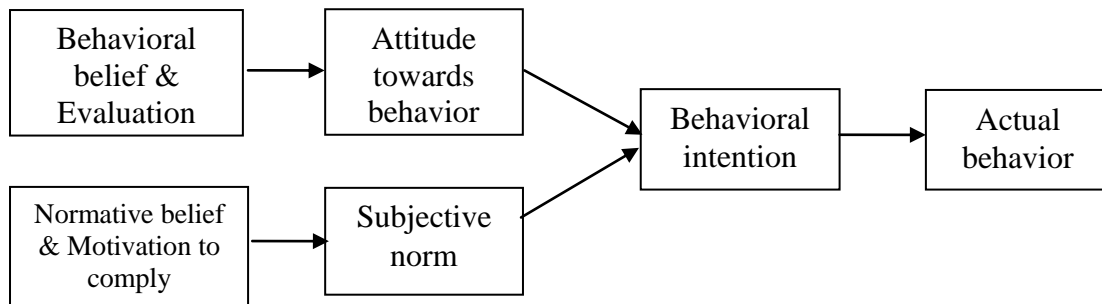 Behavioral
belief &
Evaluation
Attitude
towards
behavior
Behavioral
intention
Actual
behavior
Normative belief
& Motivation to
comply
Subjective
norm